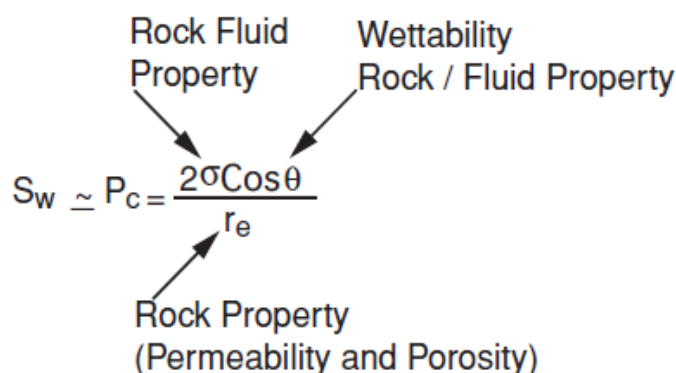 Rock Fluid
Property
Wettability
Rock / Fluid Property
Sw ≃ Pc = 2σCosθ
re
Rock Property
(Permeability and Porosity)